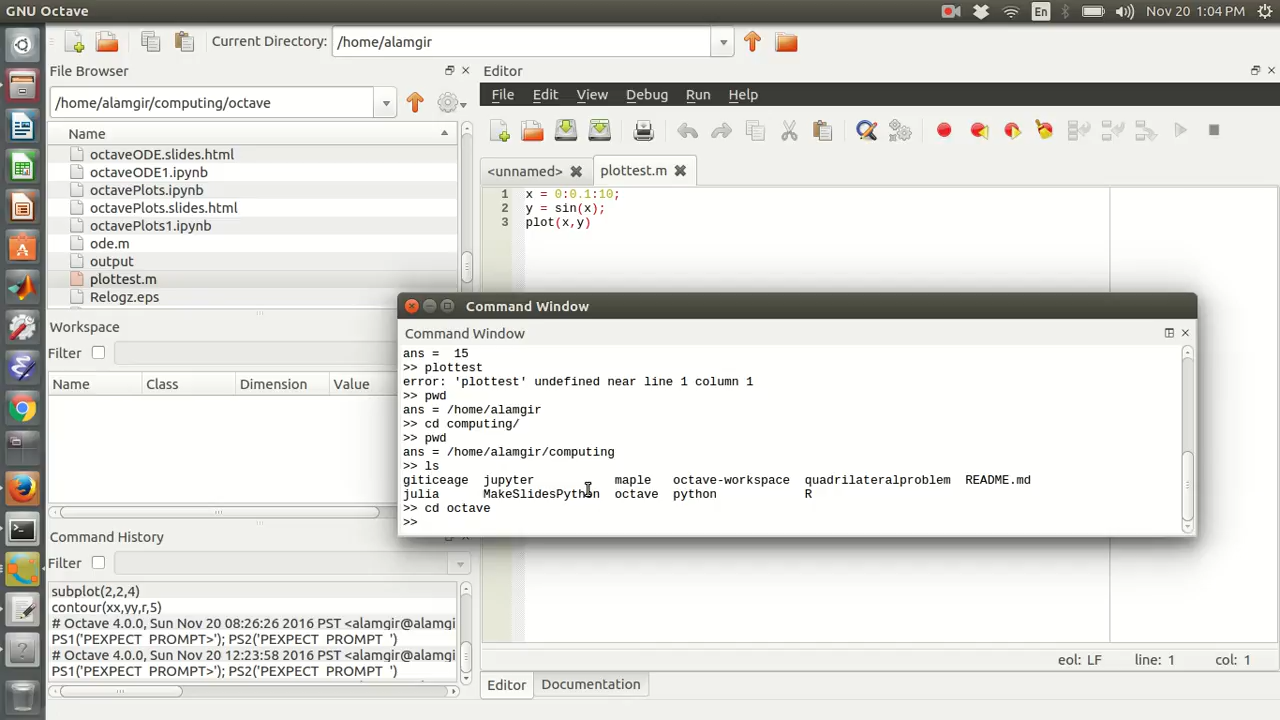 GNU Octave
En
Nov 20 1:04 PM
Current Directory:
/home/alamgir
File Browser
/home/alamgir/computing/octave
Name
octaveODE.slides.html
octaveODE1.ipynb
octavePlots.ipynb
octavePlots.slides.html
octavePlots1.ipynb
ode.m
output
plottest.m
Relogz.eps
Workspace
Filter
Name Class Dimension Value
Command History
Filter
subplot(2,2,4)
contour(xx,yy,r,5)
# Octave 4.0.0, Sun Nov 20 08:26:26 2016 PST <alamgir@alamgi
PS1('PEXPECT PROMPT>'); PS2('PEXPECT PROMPT ')
# Octave 4.0.0, Sun Nov 20 12:23:58 2016 PST <alamgir@alamgi
PS1('PEXPECT PROMPT>'); PS2('PEXPECT PROMPT ')
Editor
File Edit View Debug Run Help
<unnamed> plottest.m
1 x = 0:0.1:10;
2 y = sin(x);
3 plot(x,y)
Command Window
Command Window
ans = 15
>> plottest
error: 'plottest' undefined near line 1 column 1
>> pwd
ans = /home/alamgir
>> cd computing/
>> pwd
ans = /home/alamgir/computing
>> ls
giticeage jupyter maple octave-workspace quadrilateralproblem README.md
julia MakeSlidesPython octave python R
>> cd octave
>>
eol: LF line: 1 col: 1
Editor Documentation